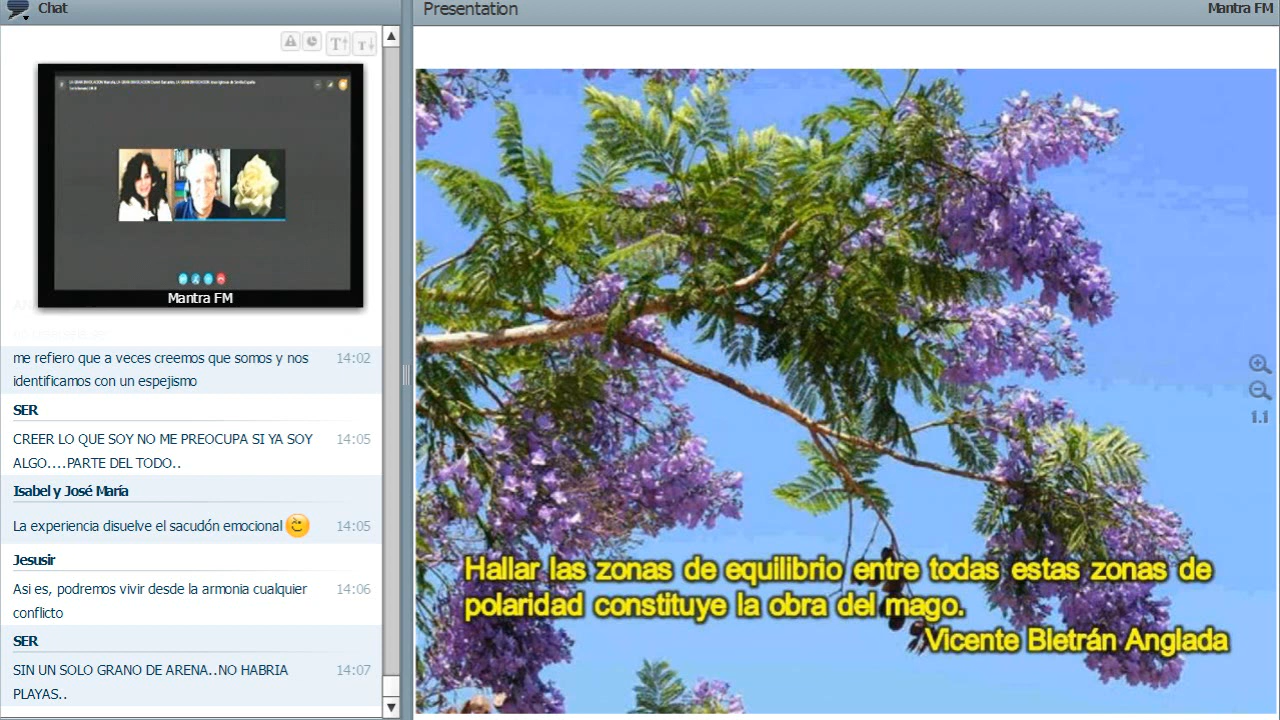 Chat
Mantra FM
me refiero que a veces creemos que somos y nos
identificamos con un espejismo
14:02
SER
CREER LO QUE SOY NO ME PREOCUPA SI YA SOY
ALGO....PARTE DEL TODO..
14:05
Isabel y José María
La experiencia disuelve el sacudón emocional
14:05
Jesusir
Asi es, podremos vivir desde la armonia cualquier
conflicto
14:06
SER
SIN UN SOLO GRANO DE ARENA..NO HABRIA
PLAYAS..
14:07
Presentation
Mantra FM
1:1
Hallar las zonas de equilibrio entre todas estas zonas de
polaridad constituye la obra del mago.
Vicente Bletrán Anglada